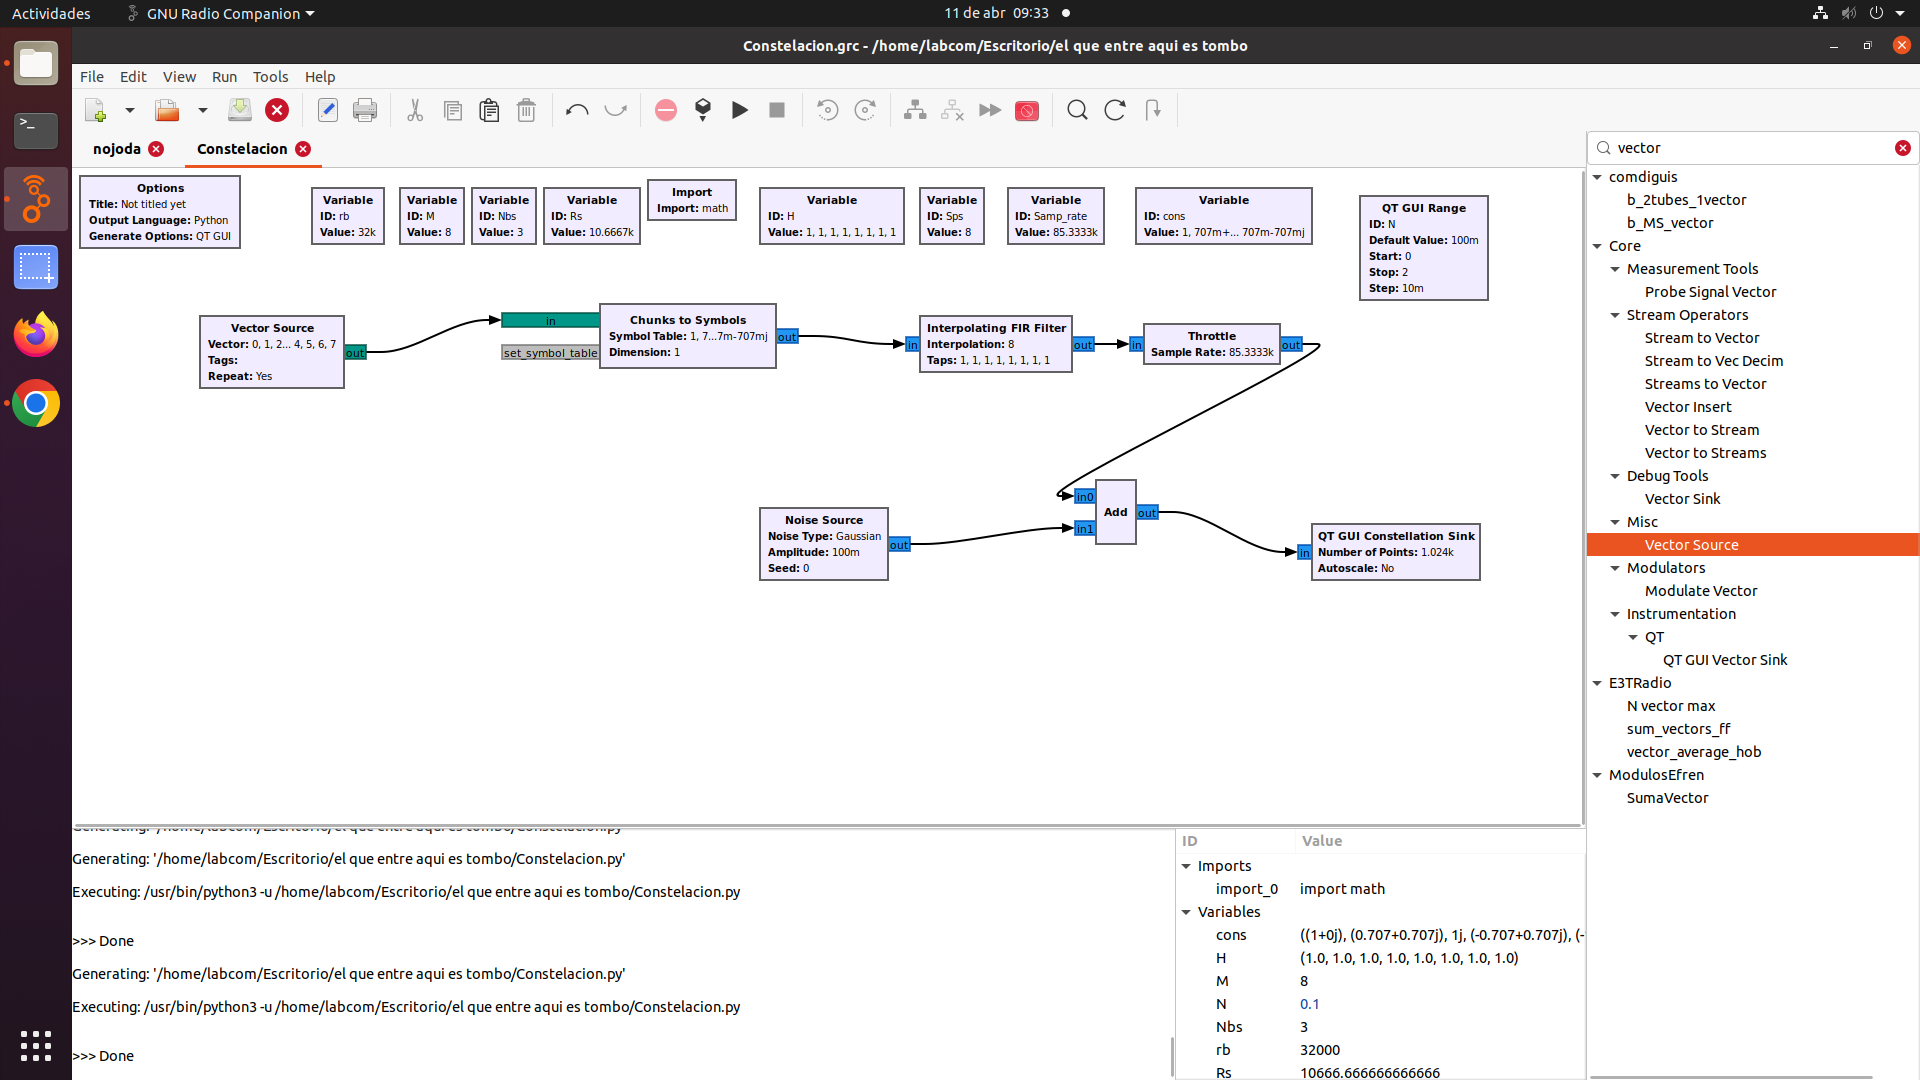 Actividades
GNU Radio Companion
11 de abr 09:33
Constelacion.grc - /home/labcom/Escritorio/el que entre aqui es tombo
File Edit View Run Tools Help
nojoda
Constelacion
Options
Title: Not titled yet
Output Language: Python
Generate Options: QT GUI
Variable
ID: rb
Value: 32k
Variable
ID: M
Value: 8
Variable
ID: Nbs
Value: 3
Variable
ID: Rs
Value: 10.6667k
Import
Import: math
Variable
ID: H
Value: 1, 1, 1, 1, 1, 1, 1, 1
Variable
ID: Sps
Value: 8
Variable
ID: Samp_rate
Value: 85.3333k
Variable
ID: cons
Value: 1, 707m+... 707m-707mj
QT GUI Range
ID: N
Default Value: 100m
Start: 0
Stop: 2
Step: 10m
Vector Source
Vector: 0, 1, 2... 4, 5, 6, 7
Tags:
Repeat: Yes
out
in
set_symbol_table
Chunks to Symbols
Symbol Table: 1, 7...7m-707mj
Dimension: 1
out
in
Interpolating FIR Filter
Interpolation: 8
Taps: 1, 1, 1, 1, 1, 1, 1, 1
out
in
Throttle
Sample Rate: 85.3333k
out
Noise Source
Noise Type: Gaussian
Amplitude: 100m
Seed: 0
out
in0
in1
Add
out
in
QT GUI Constellation Sink
Number of Points: 1.024k
Autoscale: No
vector
comdiguis
b_2tubes_1vector
b_MS_vector
Core
Measurement Tools
Probe Signal Vector
Stream Operators
Stream to Vector
Stream to Vec Decim
Streams to Vector
Vector Insert
Vector to Stream
Vector to Streams
Debug Tools
Vector Sink
Misc
Vector Source
Modulators
Modulate Vector
Instrumentation
QT
QT GUI Vector Sink
E3TRadio
N vector max
sum_vectors_ff
vector_average_hob
ModulosEfren
SumaVector
Generating: '/home/labcom/Escritorio/el que entre aqui es tombo/Constelacion.py'
Generating: '/home/labcom/Escritorio/el que entre aqui es tombo/Constelacion.py'
Executing: /usr/bin/python3 -u /home/labcom/Escritorio/el que entre aqui es tombo/Constelacion.py
>>> Done
Generating: '/home/labcom/Escritorio/el que entre aqui es tombo/Constelacion.py'
Executing: /usr/bin/python3 -u /home/labcom/Escritorio/el que entre aqui es tombo/Constelacion.py
>>> Done
ID Value
Imports
import_0 import math
Variables
cons ((1+0j), (0.707+0.707j), 1j, (-0.707+0.707j), (-
H (1.0, 1.0, 1.0, 1.0, 1.0, 1.0, 1.0, 1.0)
M 8
N 0.1
Nbs 3
rb 32000
Rs 10666.666666666666